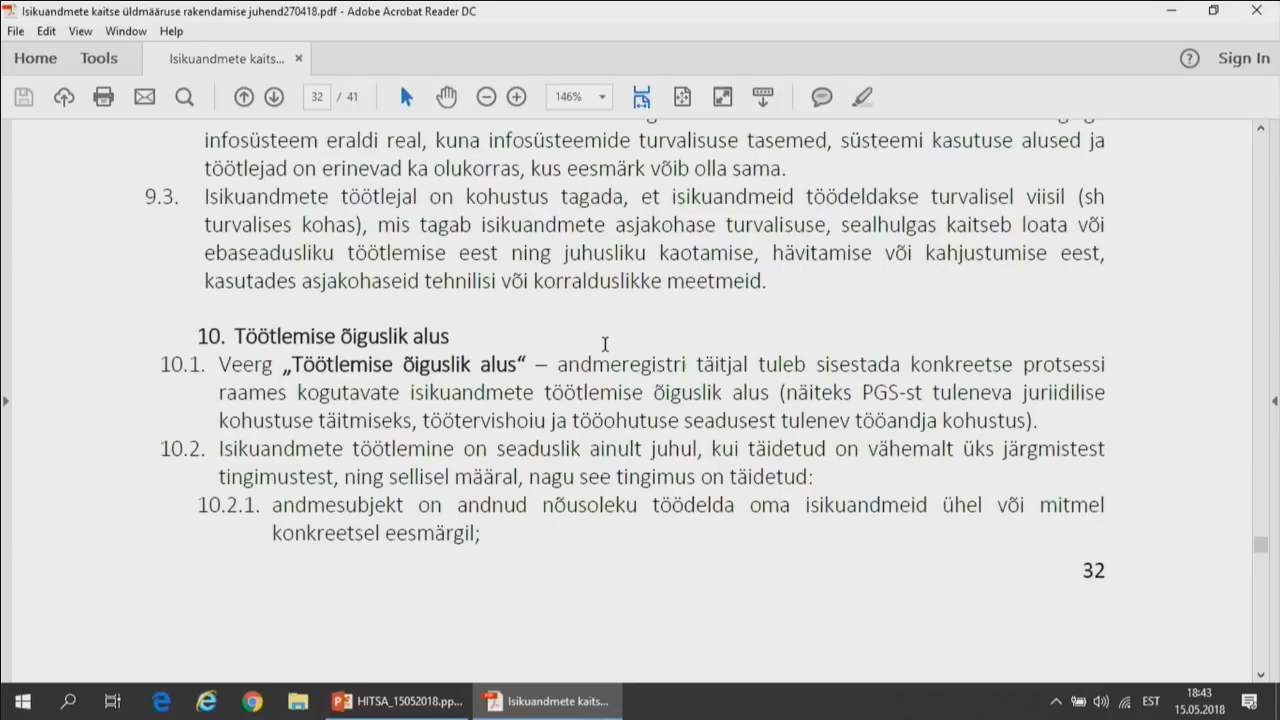 Isikuandmete kaitse üldmääruse rakendamise juhend270418.pdf - Adobe Acrobat Reader DC
File Edit View Window Help
Home Tools Isikuandmete kaits... × ? Sign In
32 / 41 146%
infosüsteem eraldi real, kuna infosüsteemide turvalisuse tasemed, süsteemi kasutuse alused ja
töötlejad on erinevad ka olukorras, kus eesmärk võib olla sama.
9.3. Isikuandmete töötlejal on kohustus tagada, et isikuandmeid töödeldakse turvalisel viisil (sh
turvalises kohas), mis tagab isikuandmete asjakohase turvalisuse, sealhulgas kaitseb loata või
ebaseadusliku töötlemise eest ning juhusliku kaotamise, hävitamise või kahjustumise eest,
kasutades asjakohaseid tehnilisi või korralduslikke meetmeid.
10. Töötlemise õiguslik alus
10.1. Veerg „Töötlemise õiguslik alus“ – andmeregistri täitjal tuleb sisestada konkreetse protsessi
raames kogutavate isikuandmete töötlemise õiguslik alus (näiteks PGS-st tuleneva juriidilise
kohustuse täitmiseks, töötervishoiu ja tööohutuse seadusest tulenev tööandja kohustus).
10.2. Isikuandmete töötlemine on seaduslik ainult juhul, kui täidetud on vähemalt üks järgmistest
tingimustest, ning sellisel määral, nagu see tingimus on täidetud:
10.2.1. andmesubjekt on andnud nõusoleku töödelda oma isikuandmeid ühel või mitmel
konkreetsel eesmärgil;
32
HITSA_15052018.pp... Isikuandmete kaits... EST 18:43
15.05.2018